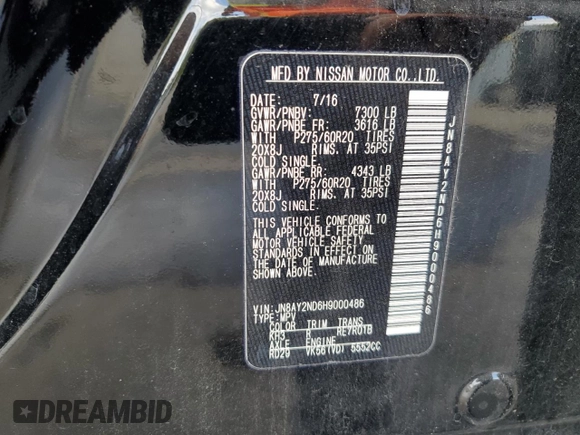 MFD BY NISSAN MOTOR CO.,LTD.
DATE: 7/16
GVWR/PNBV: 7300 LB
GAWR/PNBE FR: 3616 LB
WITH P275/60R20 TIRES
20X8J RIMS. AT 35PSI
COLD SINGLE.
GAWR/PNBE RR: 4343 LB
WITH P275/60R20 TIRES
20X8J RIMS. AT 35PSI
COLD SINGLE.
THIS VEHICLE CONFORMS TO
ALL APPLICABLE FEDERAL
MOTOR VEHICLE SAFETY
STANDARDS IN EFFECT ON
THE DATE OF MANUFACTURE
SHOWN ABOVE.
VIN: JN8AY2ND6H9000486
TYPE: MPV
COLOR TRIM TRANS
KH3 R RE7R01B
AXLE ENGINE
RD29 VK56(VD) 5552CC
JN8AY2ND6H9000486
DREAMBID